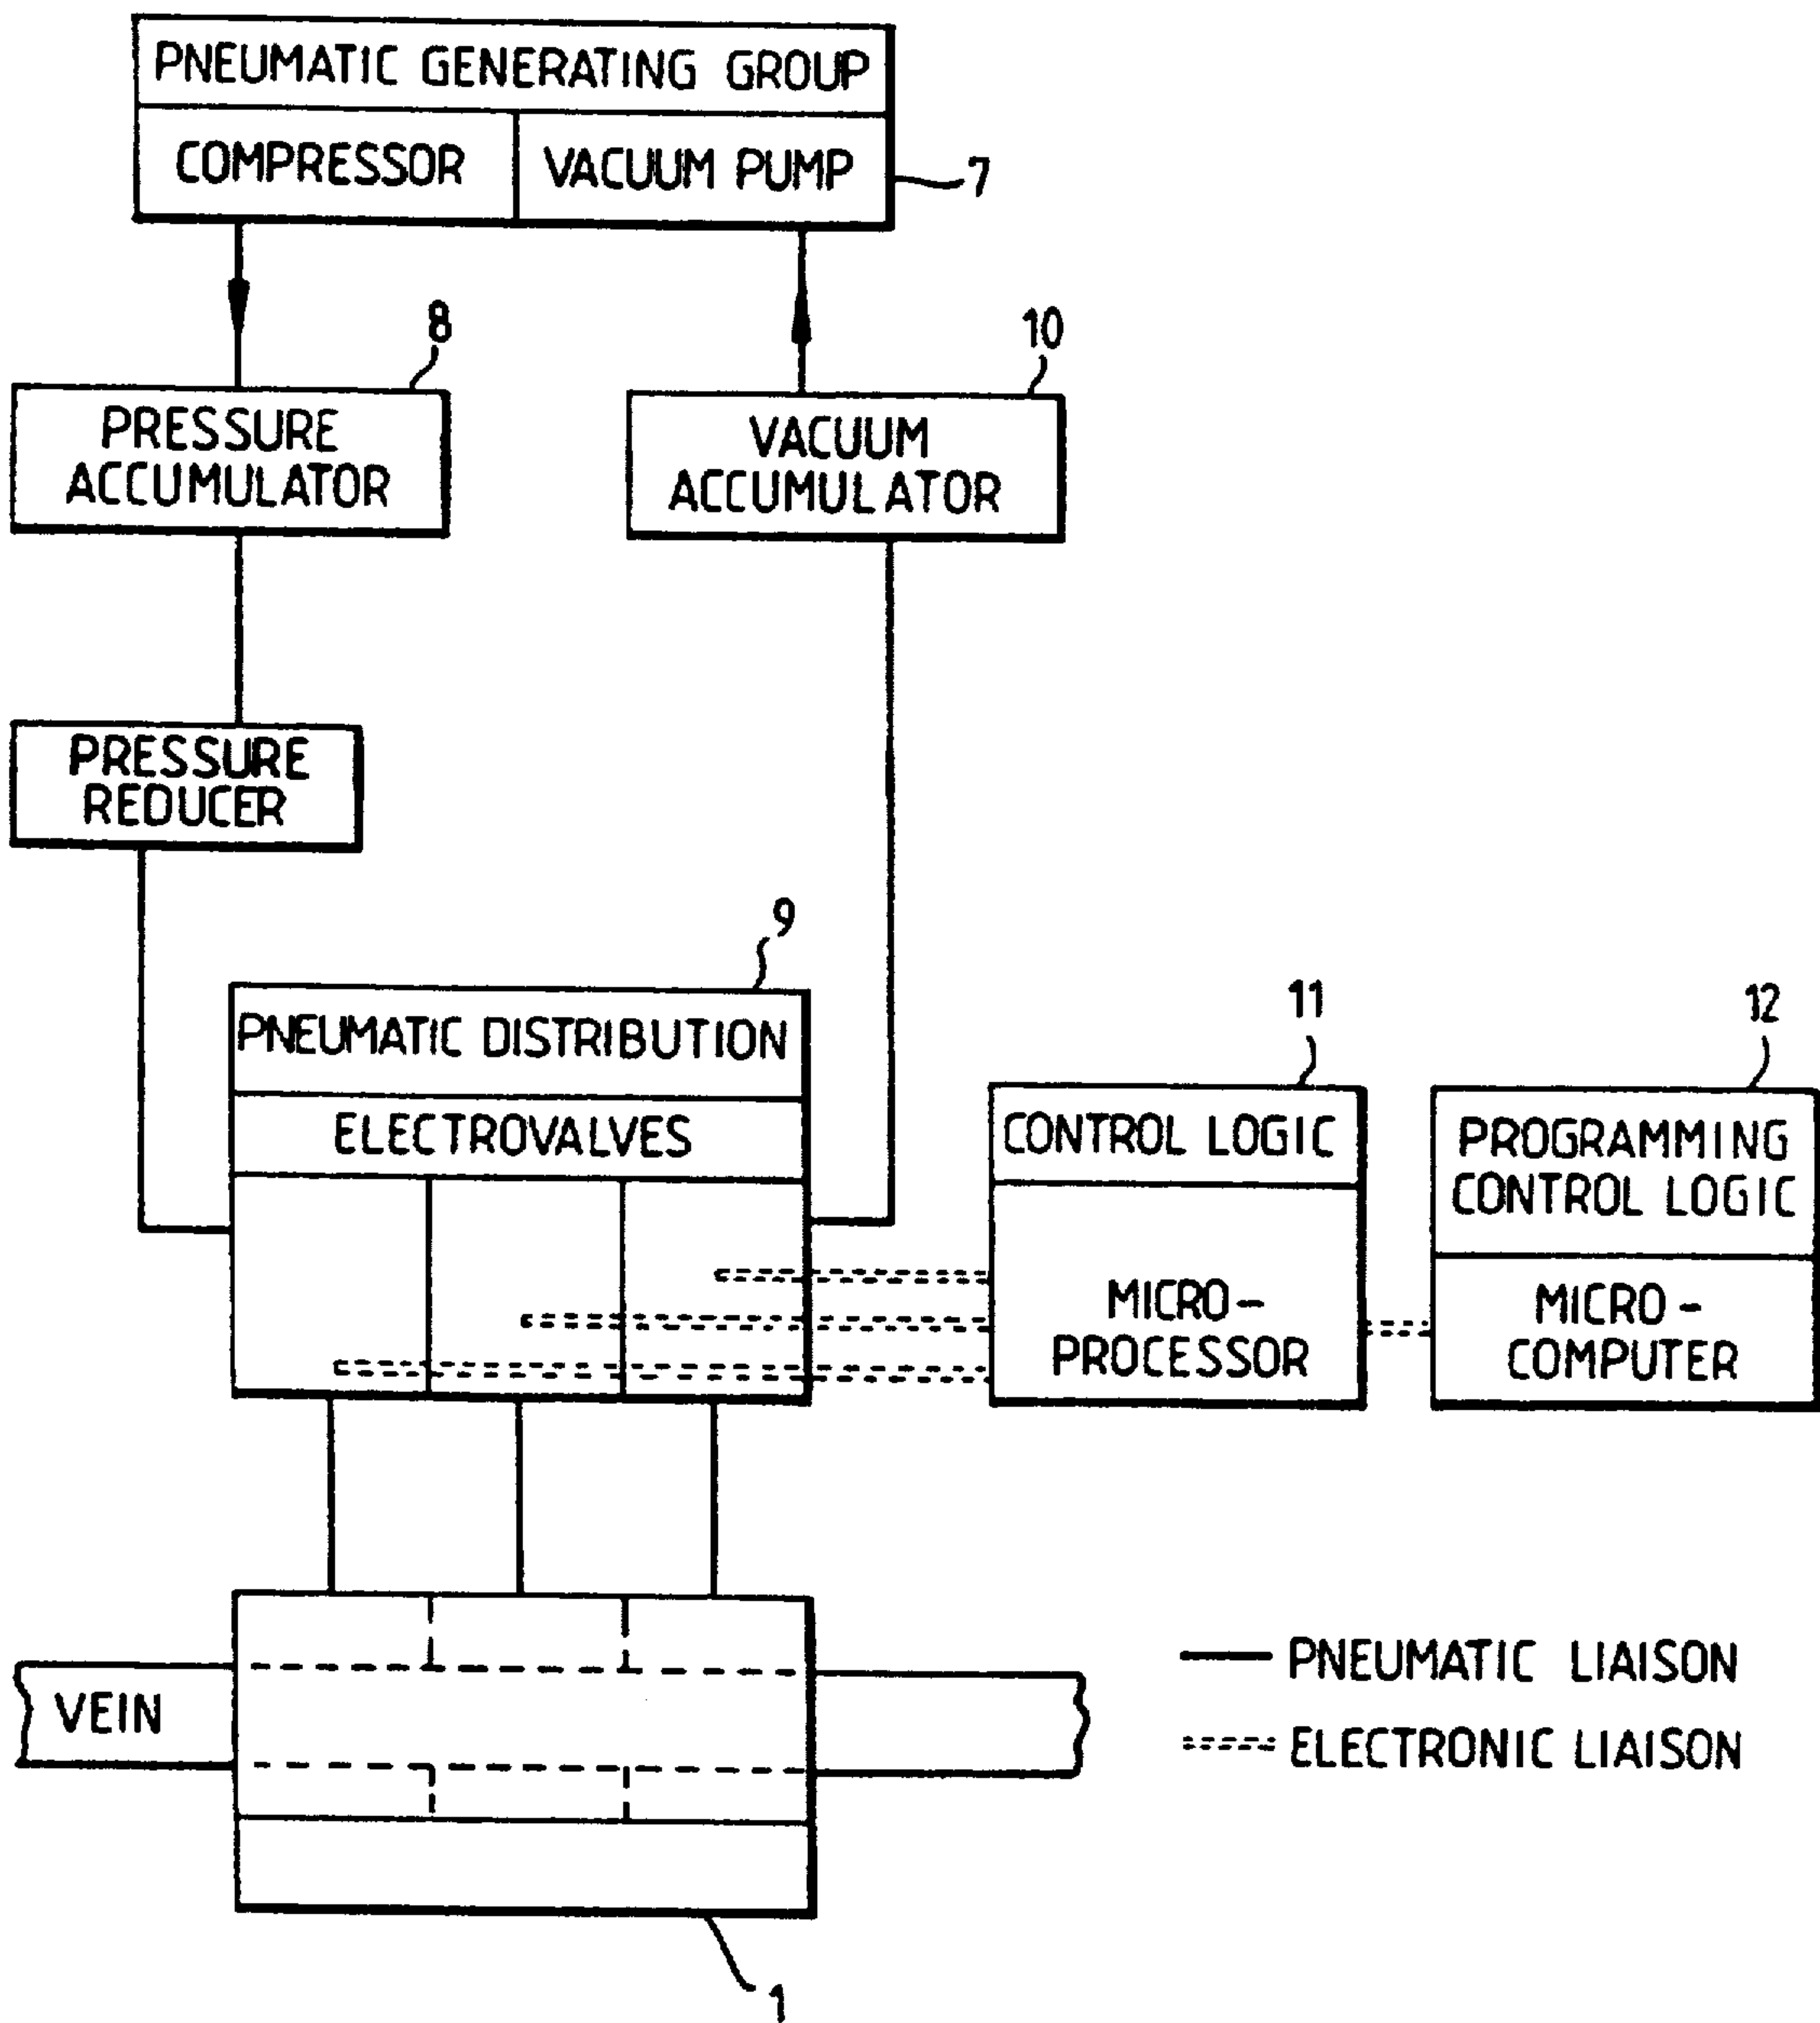 PNEUMATIC GENERATING GROUP
COMPRESSOR
VACUUM PUMP
7
8
10
PRESSURE
ACCUMULATOR
VACUUM
ACCUMULATOR
PRESSURE
REDUCER
9
PNEUMATIC DISTRIBUTION
ELECTROVALVES
11
CONTROL LOGIC
MICRO-
PROCESSOR
12
PROGRAMMING
CONTROL LOGIC
MICRO-
COMPUTER
VEIN
PNEUMATIC LIAISON
ELECTRONIC LIAISON
1